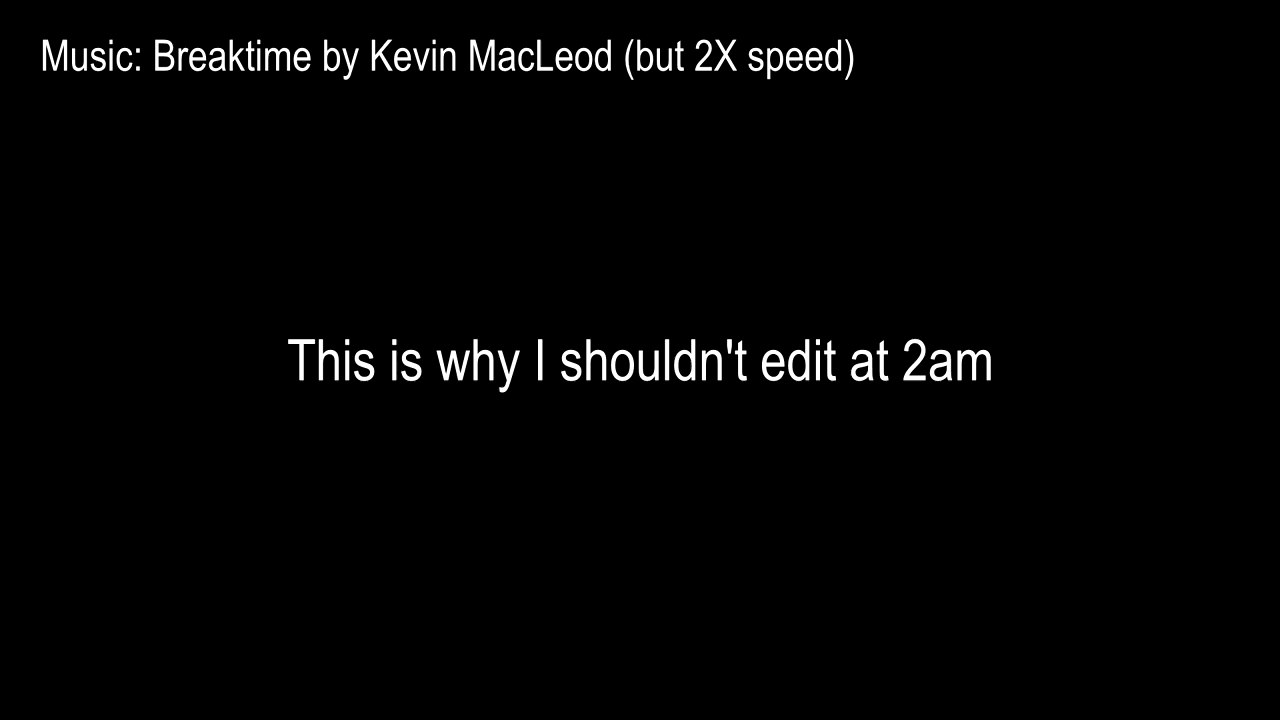 Music: Breaktime by Kevin MacLeod (but 2X speed)
This is why I shouldn't edit at 2am